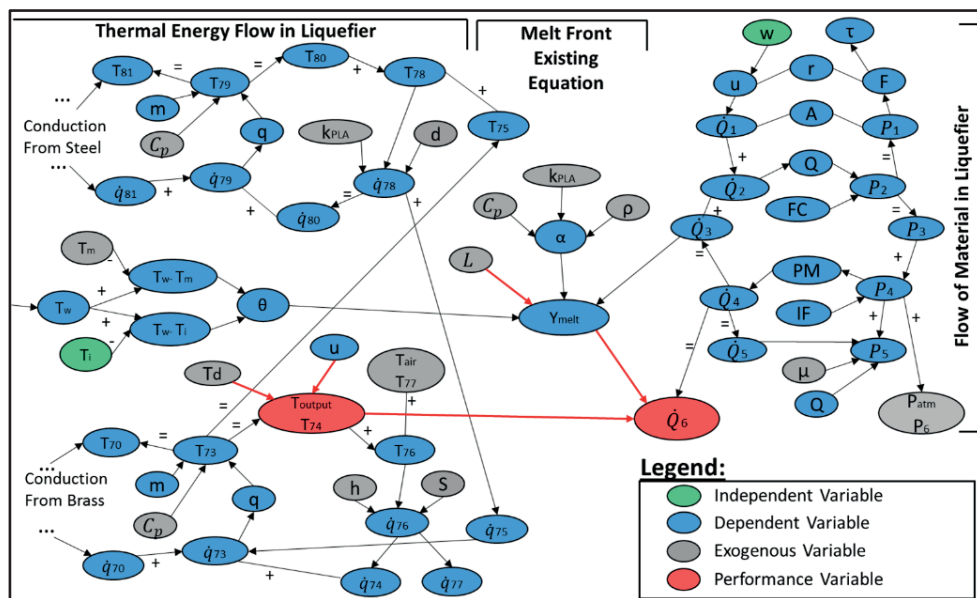 Thermal Energy Flow in Liquefier
Melt Front
Existing
Equation
Flow of Material in Liquefier
w
τ
T80
T81
=
T79
=
+
T78
u
r
F
...
m
+
Conduction
From Steel
Cp
q
kPLA
d
T75
Q̇1
A
P1
...
+
=
q̇81
+
q̇79
+
q̇80
=
q̇78
+
kPLA
Q̇2
Q
P2
Cp
ρ
+
FC
=
α
Q̇3
P3
Tm
-
L
=
+
Tw
+
Tw- Tm
θ
Ymelt
Q̇4
PM
P4
+
Tw- Ti
IF
+
+
Ti
-
=
=
Q̇5
P5
u
Tair
T77
μ
Td
Q
Toutput
T74
+
Q̇6
Patm
P6
=
+
T70
=
T73
T76
...
m
Conduction
From Brass
q
h
S
Cp
q̇76
q̇75
...
q̇70
+
q̇73
+
q̇74
q̇77
Legend:
Independent Variable
Dependent Variable
Exogenous Variable
Performance Variable